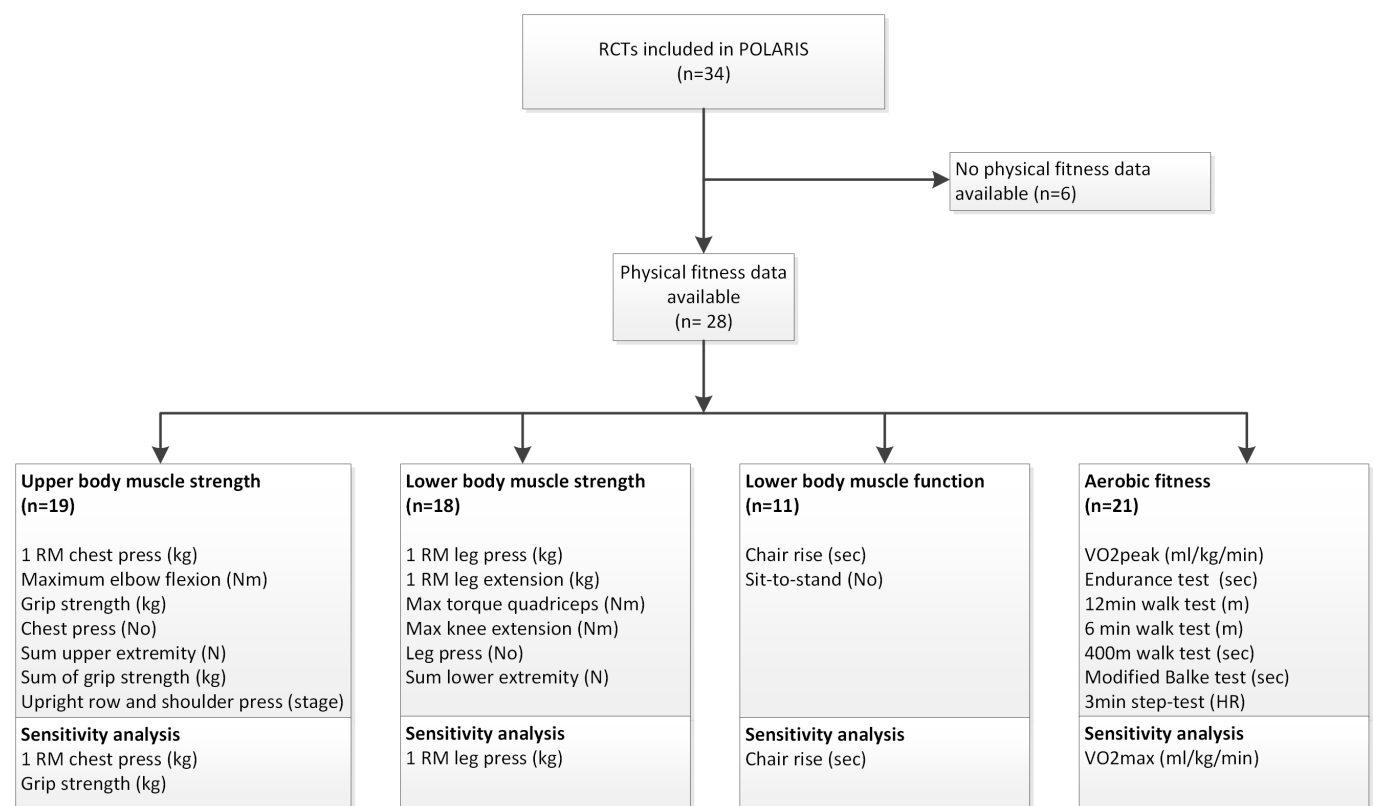 RCTs included in POLARIS
(n=34)
No physical fitness data
available (n=6)
Physical fitness data
available
(n= 28)
Upper body muscle strength
(n=19)
1 RM chest press (kg)
Maximum elbow flexion (Nm)
Grip strength (kg)
Chest press (No)
Sum upper extremity (N)
Sum of grip strength (kg)
Upright row and shoulder press (stage)
Sensitivity analysis
1 RM chest press (kg)
Grip strength (kg)
Lower body muscle strength
(n=18)
1 RM leg press (kg)
1 RM leg extension (kg)
Max torque quadriceps (Nm)
Max knee extension (Nm)
Leg press (No)
Sum lower extremity (N)
Sensitivity analysis
1 RM leg press (kg)
Lower body muscle function
(n=11)
Chair rise (sec)
Sit-to-stand (No)
Sensitivity analysis
Chair rise (sec)
Aerobic fitness
(n=21)
VO2peak (ml/kg/min)
Endurance test  (sec)
12min walk test (m)
6 min walk test (m)
400m walk test (sec)
Modified Balke test (sec)
3min step-test (HR)
Sensitivity analysis
VO2max (ml/kg/min)